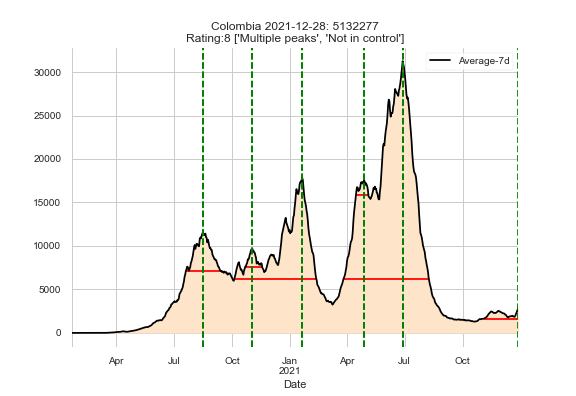 Colombia 2021-12-28: 5132277
Rating:8 ['Multiple peaks', 'Not in control']
Average-7d
30000
25000
20000
15000
10000
5000
0
Apr Jul Oct Jan Apr Jul Oct
2021
Date